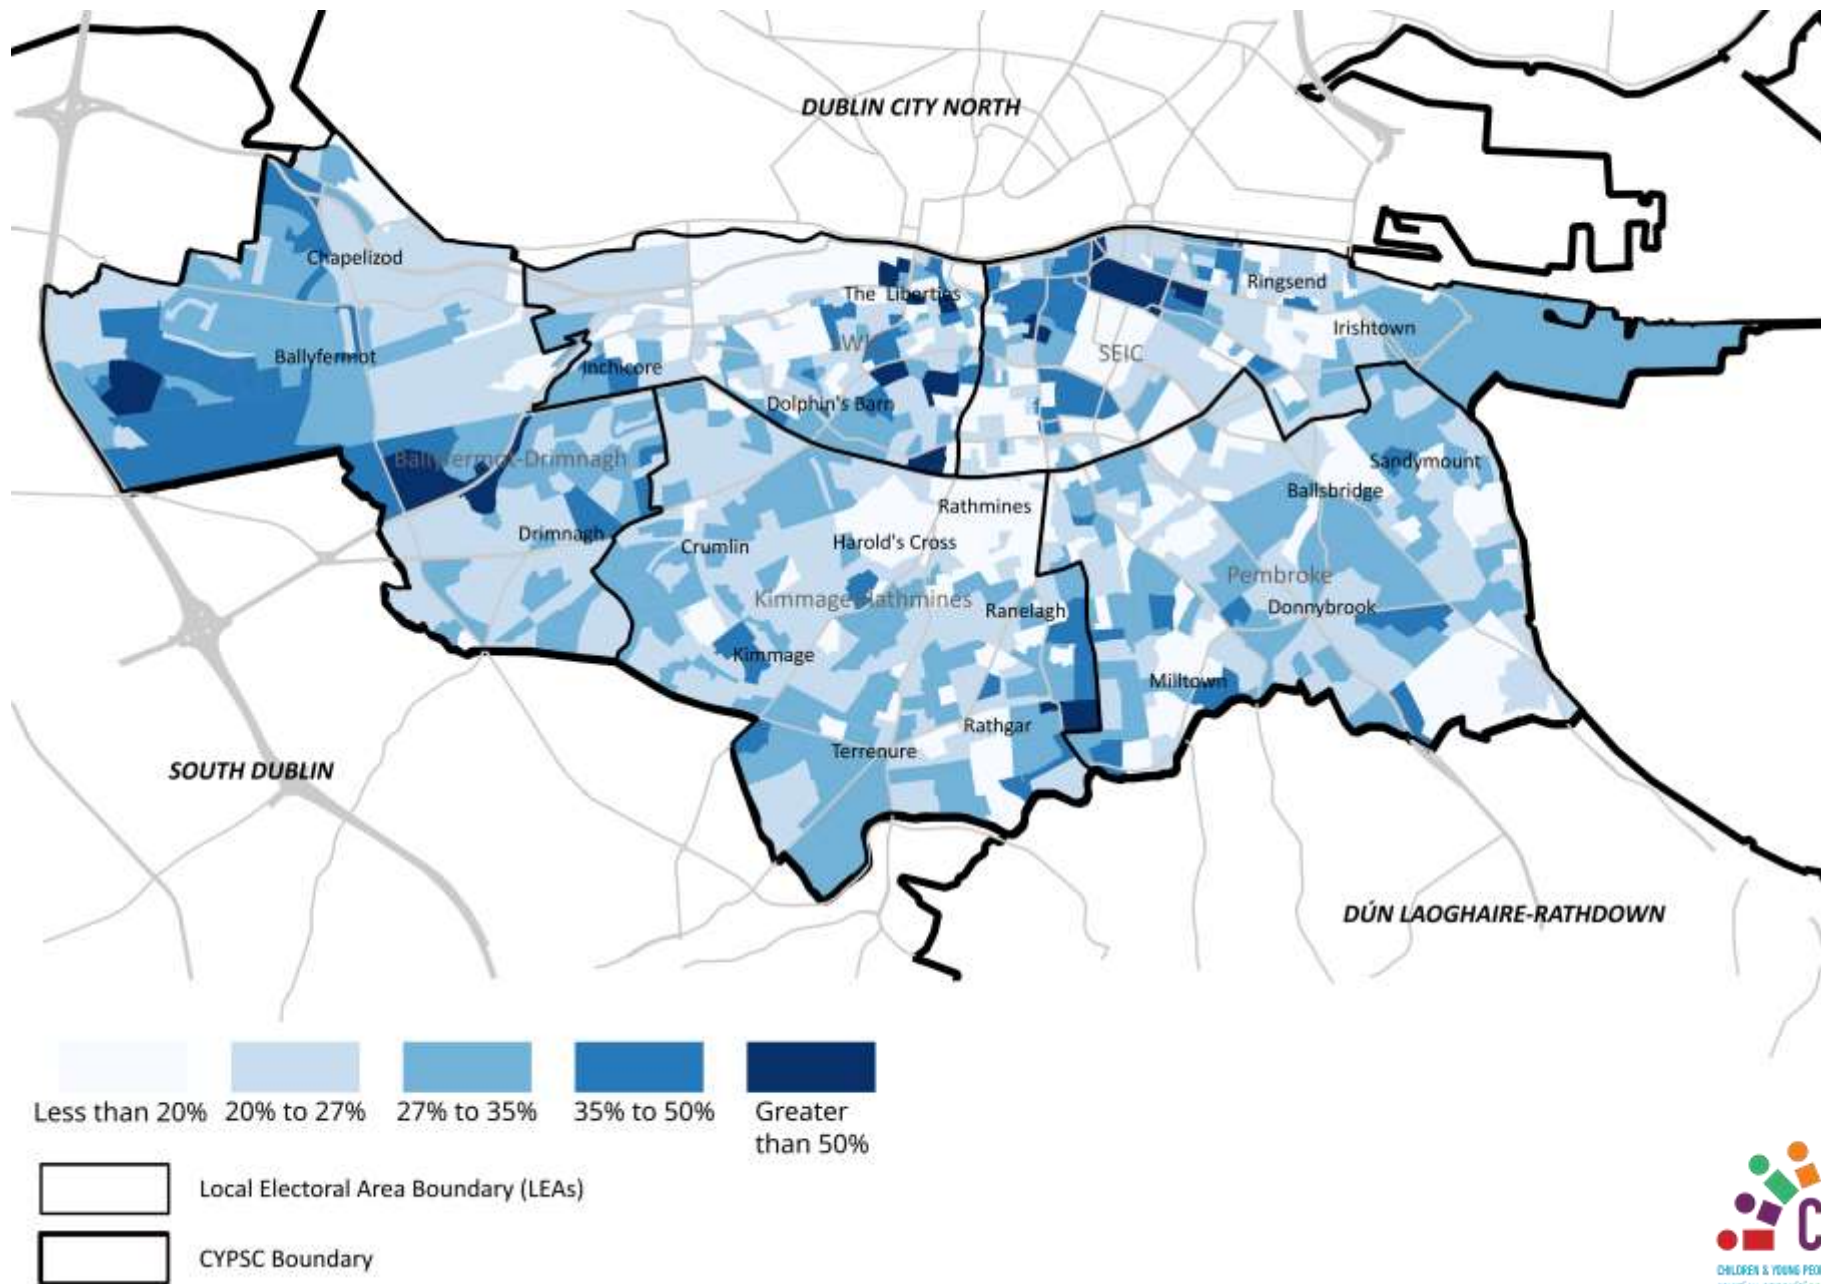 DUBLIN CITY NORTH
Chapelizod
The Liberties
Ringsend
Irishtown
Ballyfermot
Inchicore
SEIC
Dolphin's Barn
Ballyfermot-Drimnagh
Sandymount
Ballsbridge
Rathmines
Drimnagh
Crumlin
Harold's Cross
Pembroke
Kimmage-Rathmines
Ranelagh
Donnybrook
Kimmage
Milltown
Rathgar
Terrenure
SOUTH DUBLIN
DÚN LAOGHAIRE-RATHDOWN
Less than 20% 20% to 27% 27% to 35% 35% to 50% Greater
than 50%
Local Electoral Area Boundary (LEAs)
CYPSC Boundary
C
CHILDREN & YOUNG